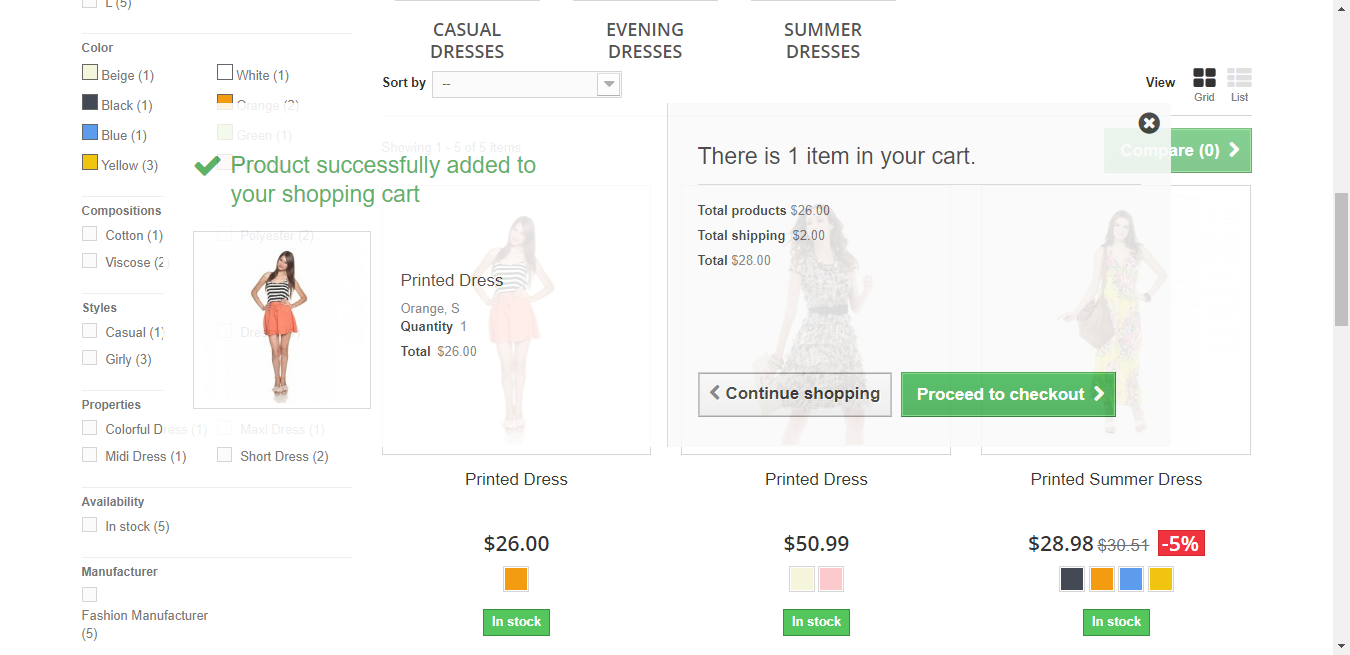 L (5)
CASUAL
DRESSES
EVENING
DRESSES
SUMMER
DRESSES
Color
Beige (1)
White (1)
Black (1)
Orange (2)
Blue (1)
Green (1)
Yellow (3)
Sort by
--
View
Grid
List
Showing 1 - 5 of 5 items
Compare (0)
Product successfully added to
your shopping cart
There is 1 item in your cart.
Compositions
Cotton (1)
Polyester (2)
Viscose (2
Styles
Casual (1)
Girly (3)
Properties
Colorful Dress (1)
Maxi Dress (1)
Midi Dress (1)
Short Dress (2)
Availability
In stock (5)
Manufacturer
Fashion Manufacturer
(5)
Printed Dress
Orange, S
Quantity 1
Total $26.00
Total products $26.00
Total shipping $2.00
Total $28.00
Continue shopping
Proceed to checkout
Printed Dress
Printed Dress
Printed Summer Dress
$26.00
$50.99
$28.98 $30.51 -5%
In stock
In stock
In stock